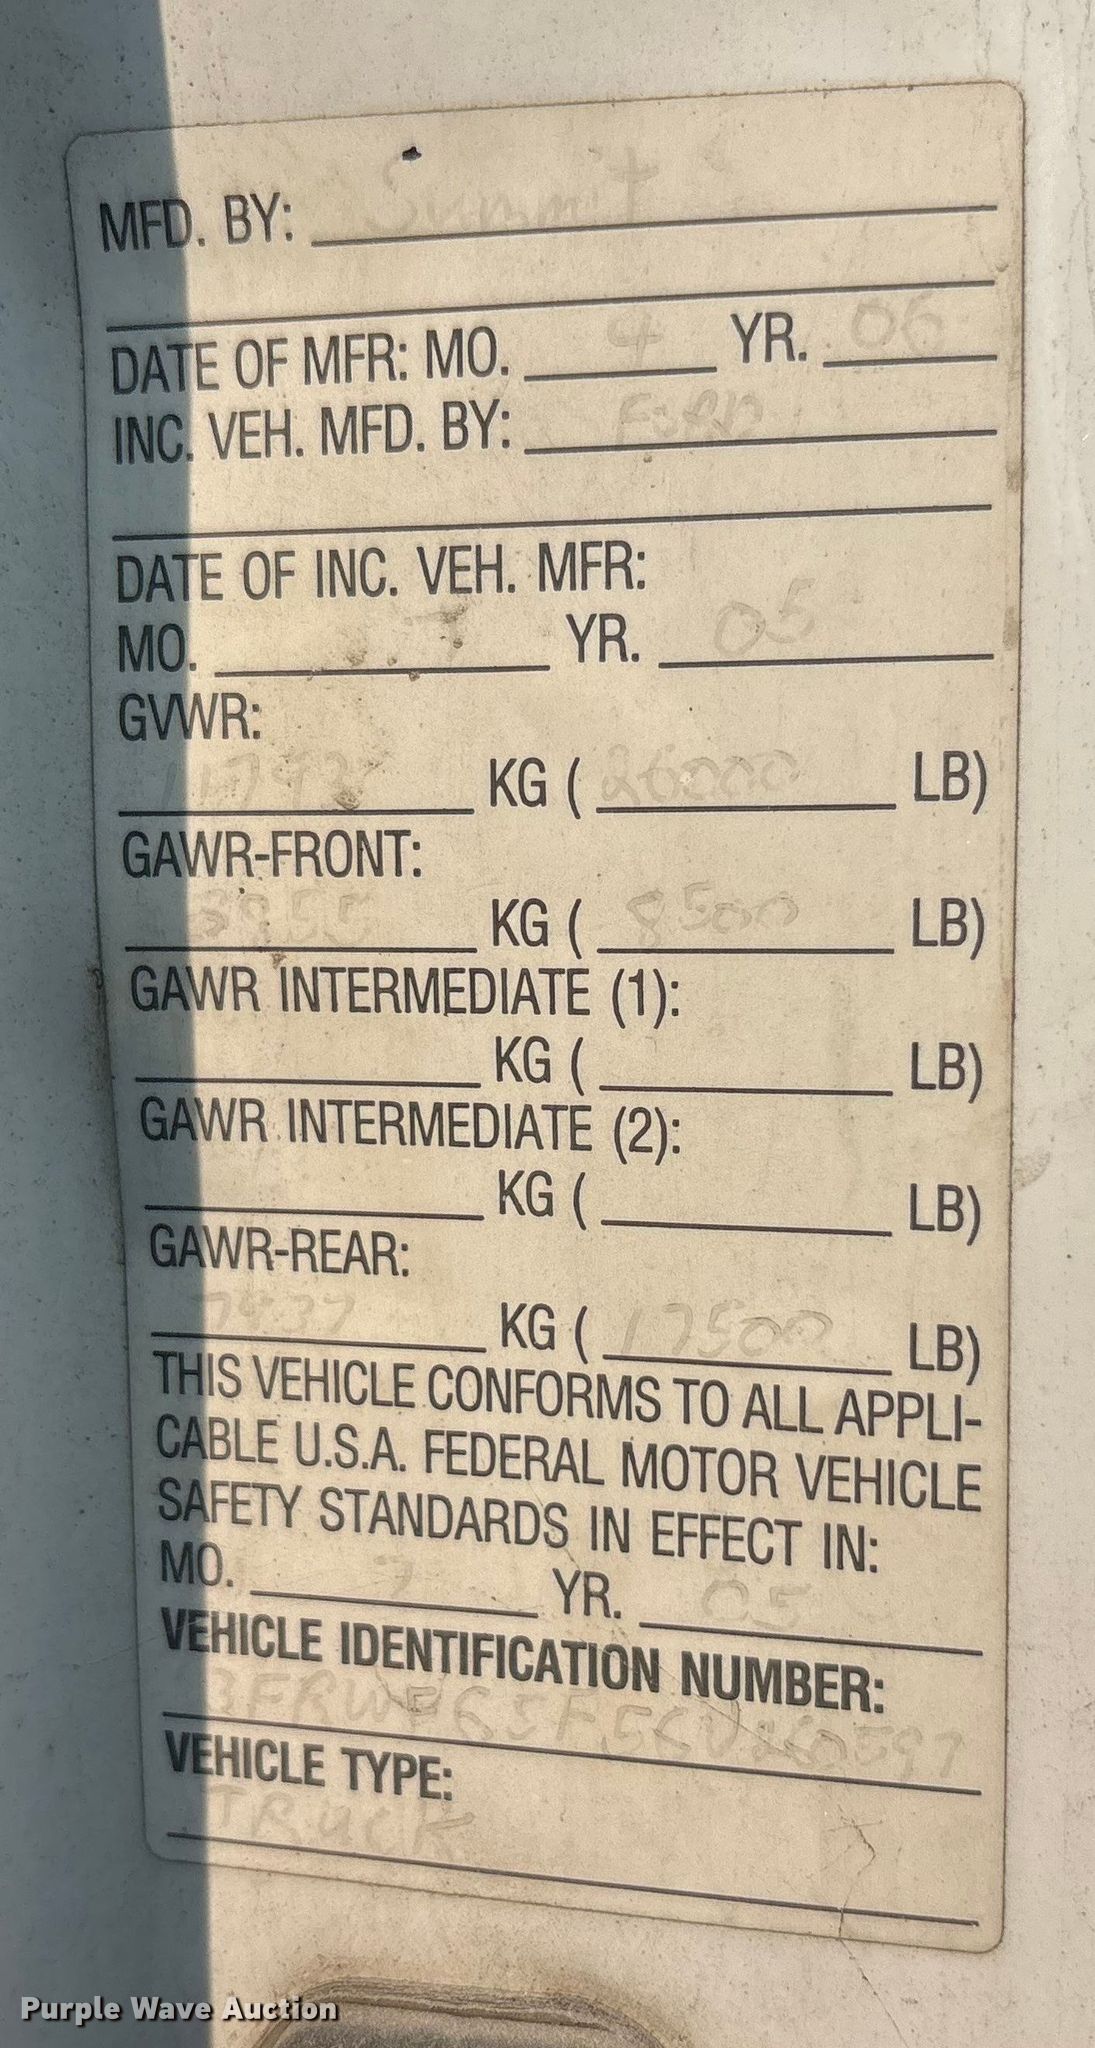 MFD. BY: Summit
DATE OF MFR: MO. 4 YR. 06
INC. VEH. MFD. BY: FORD
DATE OF INC. VEH. MFR:
MO. 7 YR. 05
GVWR:
11793 KG ( 26000 LB)
GAWR-FRONT:
3855 KG ( 8500 LB)
GAWR INTERMEDIATE (1):
KG ( LB)
GAWR INTERMEDIATE (2):
KG ( LB)
GAWR-REAR:
7937 KG ( 17500 LB)
THIS VEHICLE CONFORMS TO ALL APPLI-
CABLE U.S.A. FEDERAL MOTOR VEHICLE
SAFETY STANDARDS IN EFFECT IN:
MO. 7 YR. 05
VEHICLE IDENTIFICATION NUMBER:
VEHICLE TYPE:
TRUCK
Purple Wave Auction